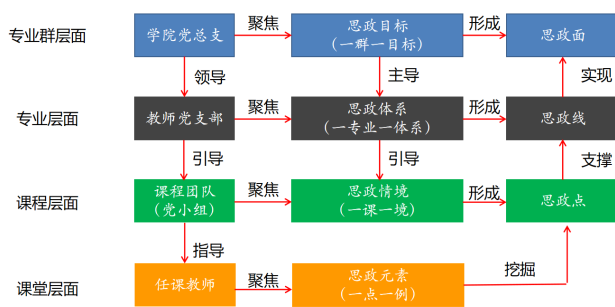 专业群层面
学院党总支
聚焦
思政目标
(一群一目标)
形成
思政面
领导
主导
实现
专业层面
教师党支部
聚焦
思政体系
(一专业一体系)
形成
思政线
引导
引导
支撑
课程层面
课程团队
(党小组)
聚焦
思政情境
(一课一境)
形成
思政点
指导
挖掘
课堂层面
任课教师
聚焦
思政元素
(一点一例)